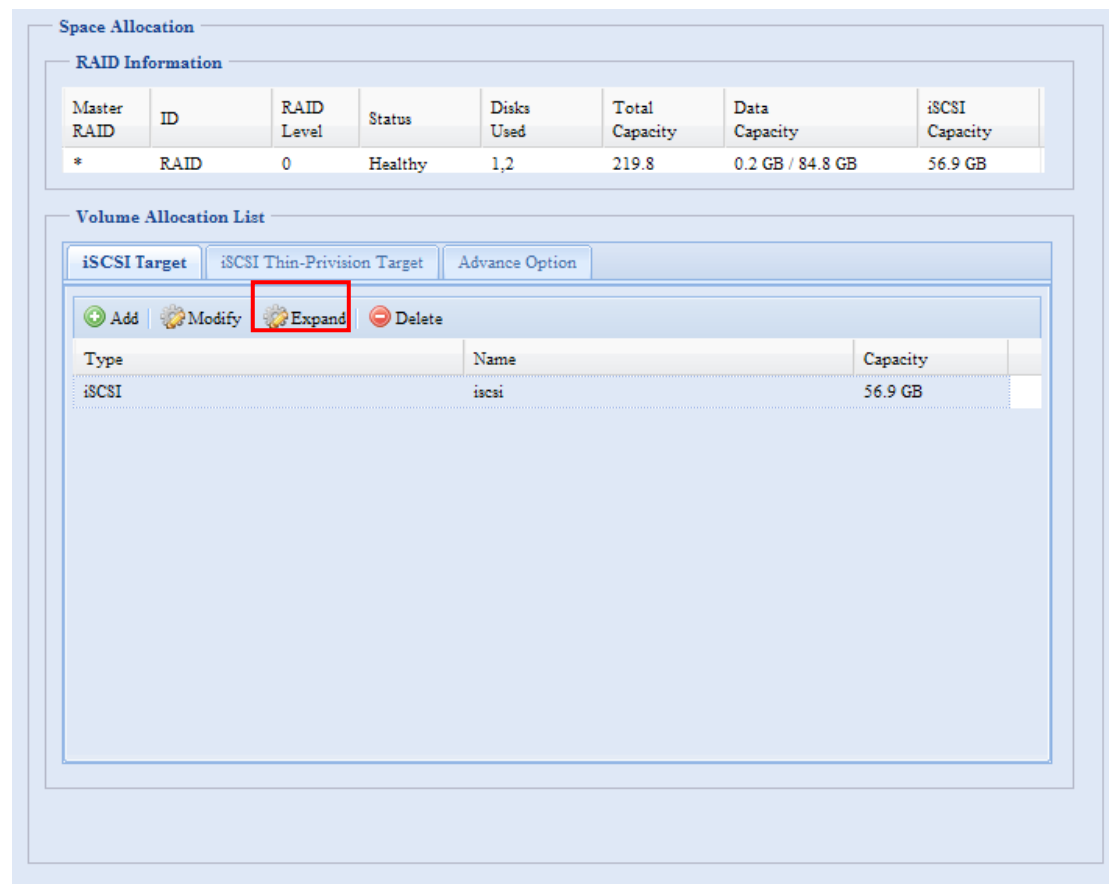 Space Allocation
RAID Information
Master RAID ID RAID Level Status Disks Used Total Capacity Data Capacity iSCSI Capacity
* RAID 0 Healthy 1,2 219.8 0.2 GB / 84.8 GB 56.9 GB
Volume Allocation List
iSCSI Target iSCSI Thin-Privision Target Advance Option
Add Modify Expand Delete
Type Name Capacity
iSCSI iscsi 56.9 GB